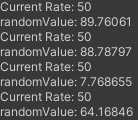 Current Rate: 50
randomValue: 89.76061
Current Rate: 50
randomValue: 88.78797
Current Rate: 50
randomValue: 7.768655
Current Rate: 50
randomValue: 64.16846